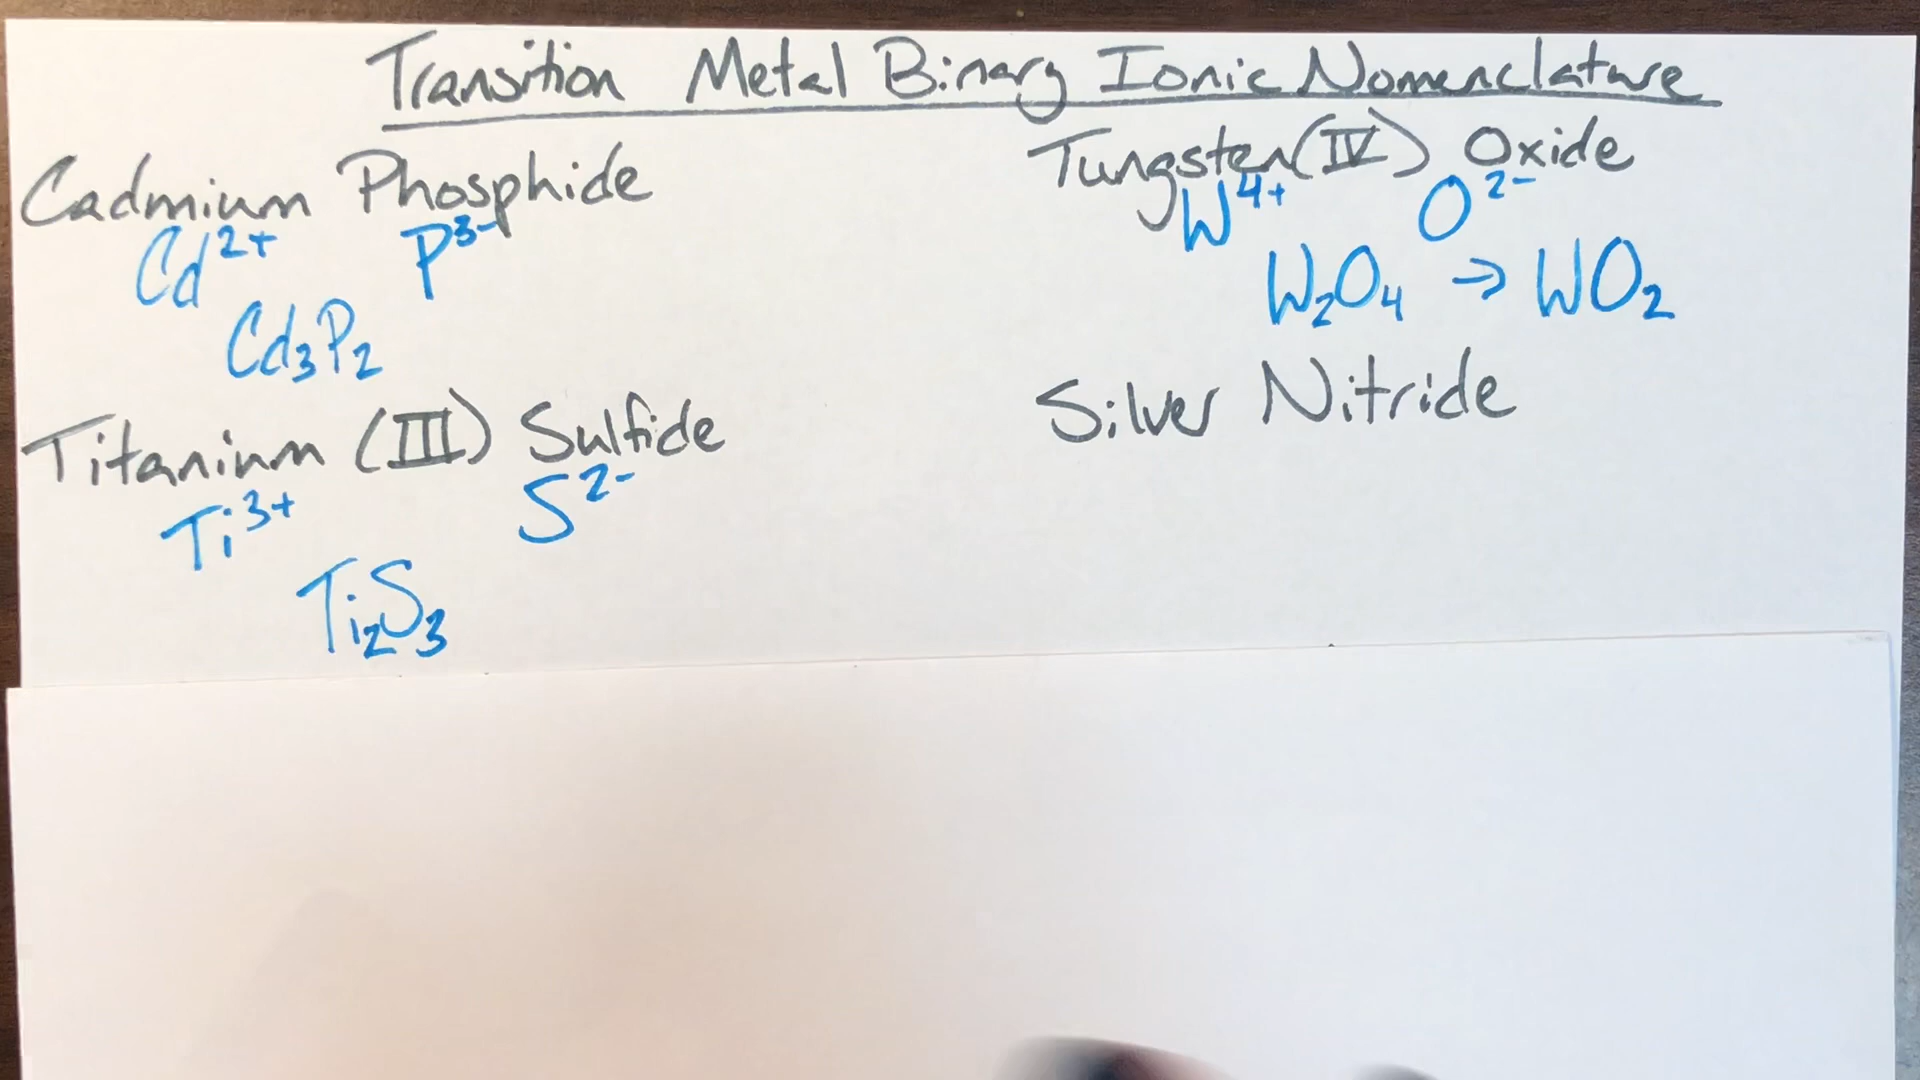 Transition Metal Binary Ionic Nomenclature
Cadmium Phosphide
Cd²⁺ P³⁻
Cd₃P₂
Titanium (III) Sulfide
Ti³⁺ S²⁻
Ti₂S₃
Tungsten(IV) Oxide
W⁴⁺ O²⁻
W₂O₄ → WO₂
Silver Nitride